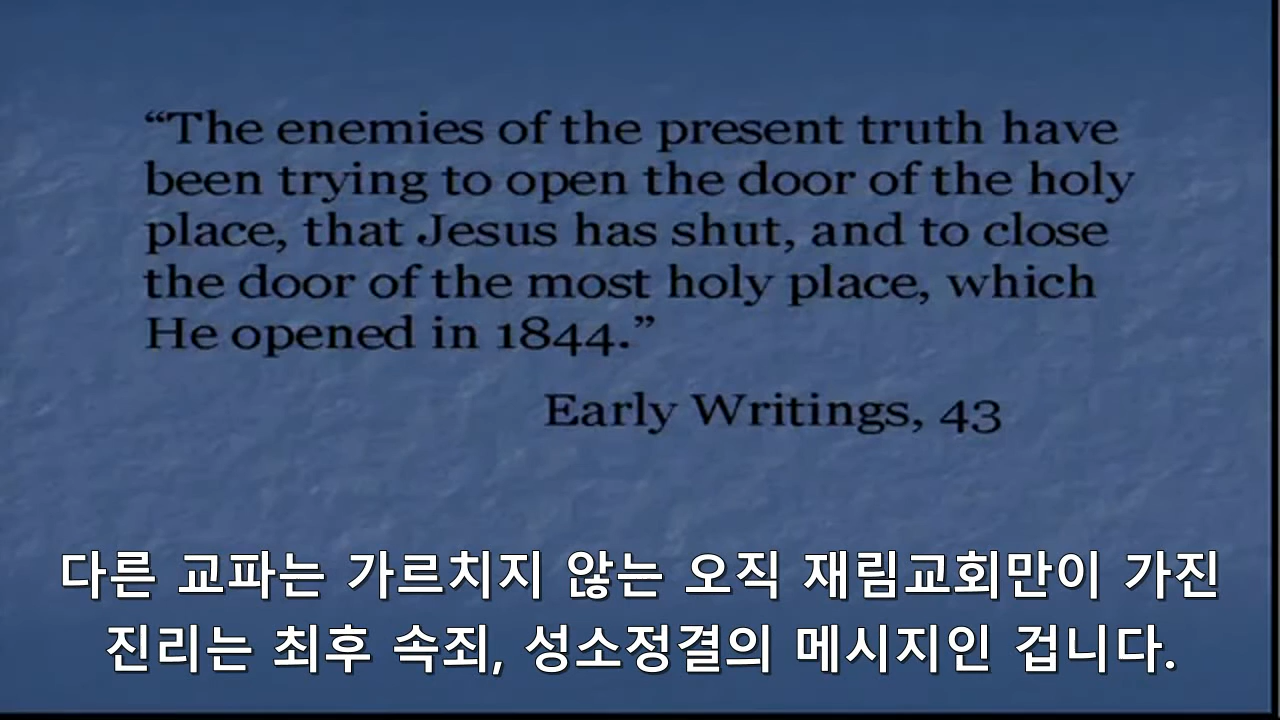 “The enemies of the present truth have
been trying to open the door of the holy
place, that Jesus has shut, and to close
the door of the most holy place, which
He opened in 1844.”
Early Writings, 43
다른 교파는 가르치지 않는 오직 재림교회만이 가진
진리는 최후 속죄, 성소정결의 메시지인 겁니다.